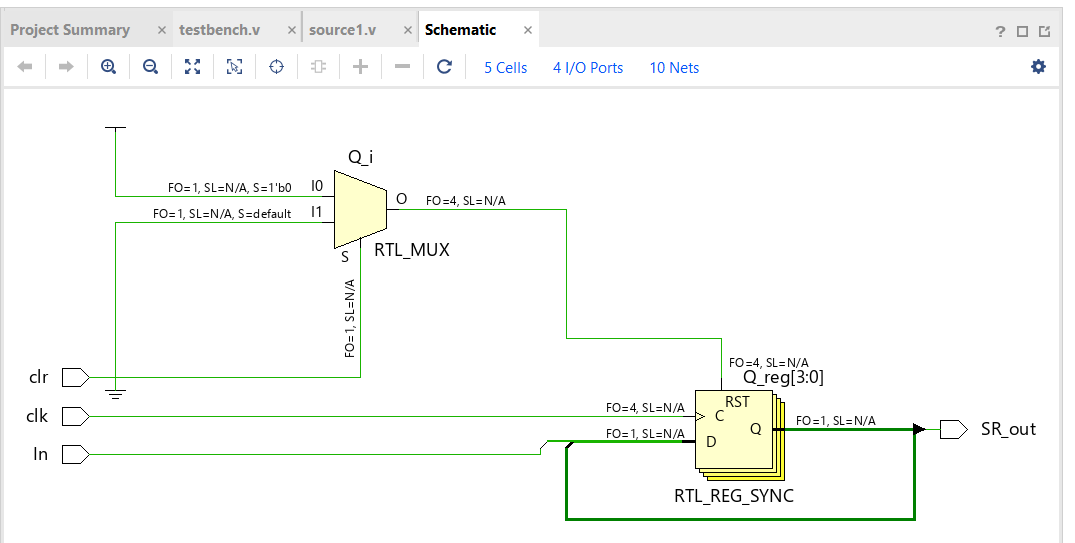 Project Summary × testbench.v × source1.v × Schematic × ?
5 Cells 4 I/O Ports 10 Nets
Q_i
FO=1, SL=N/A, S=1'b0 I0
O FO=4, SL=N/A
FO=1, SL=N/A, S=default I1
S RTL_MUX
FO=1, SL=N/A
FO=4, SL=N/A
clr Q_reg[3:0]
RST
clk FO=4, SL=N/A C
FO=1, SL=N/A D Q FO=1, SL=N/A SR_out
In
RTL_REG_SYNC